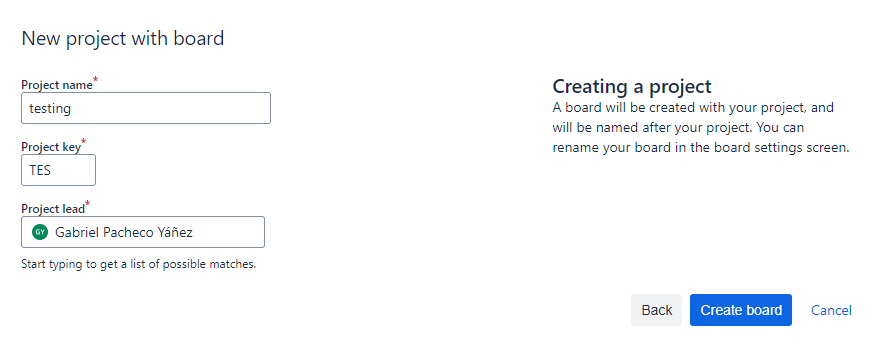 New project with board
Project name*
testing
Project key*
TES
Project lead*
GY Gabriel Pacheco Yáñez
Start typing to get a list of possible matches.
Creating a project
A board will be created with your project, and
will be named after your project. You can
rename your board in the board settings screen.
Back Create board Cancel